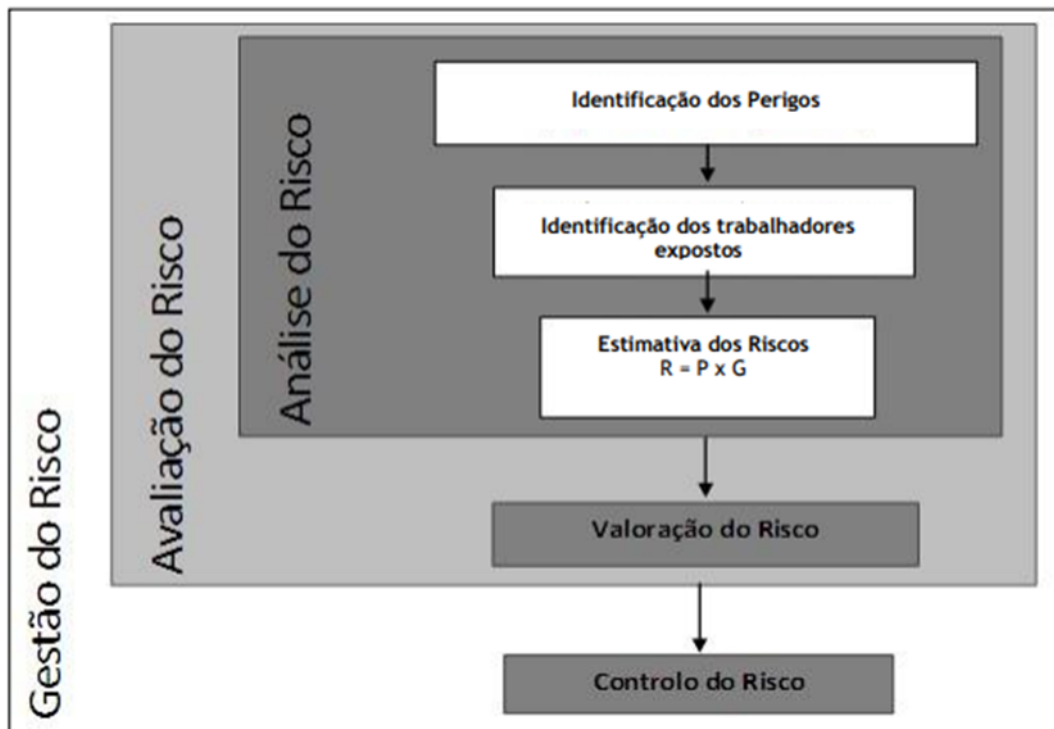 Gestão do Risco
Avaliação do Risco
Análise do Risco
Identificação dos Perigos
Identificação dos trabalhadores
expostos
Estimativa dos Riscos
R = P x G
Valoração do Risco
Controlo do Risco